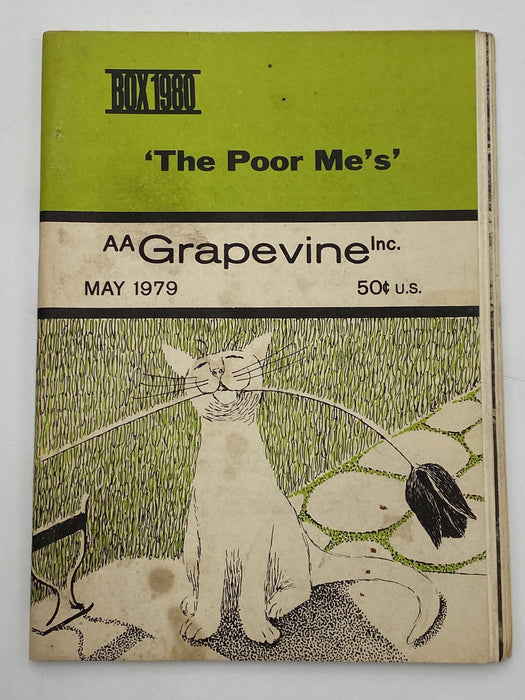 BOX 1980
‘The Poor Me’s’
AA Grapevine Inc.
MAY 1979 50¢ U.S.